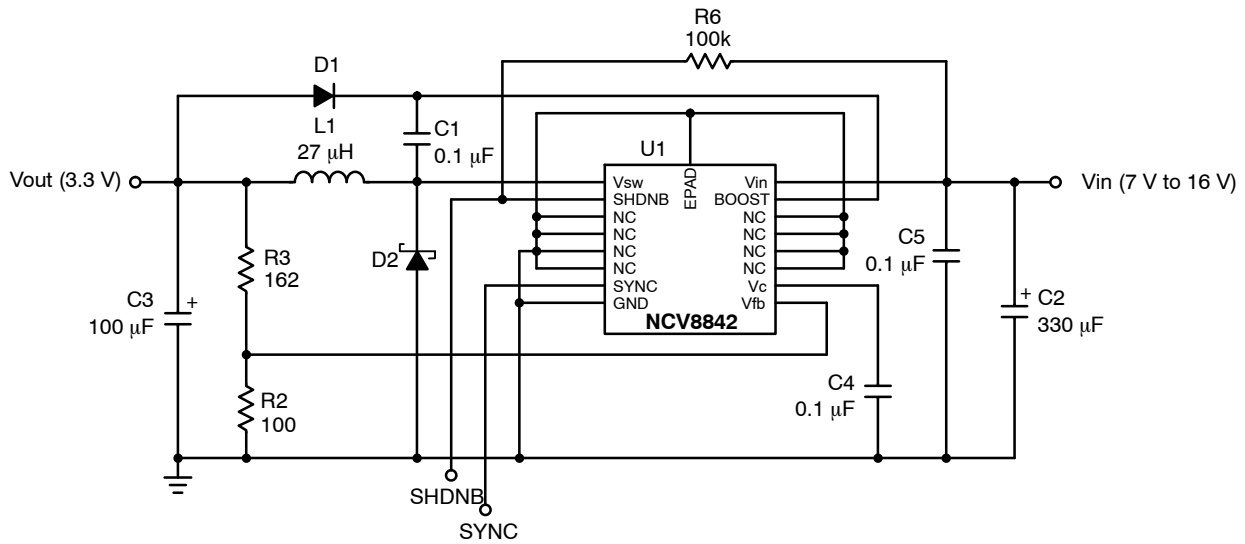 R6
100k
D1
L1
27 μH
C1
0.1 μF
U1
Vout (3.3 V)
Vin (7 V to 16 V)
EPAD
Vsw
SHDNB
NC
NC
NC
NC
SYNC
GND
Vin
BOOST
NC
NC
NC
NC
Vc
Vfb
NCV8842
R3
162
D2
C5
0.1 μF
C3
+
100 μF
+
C2
330 μF
R2
100
C4
0.1 μF
SHDNB
SYNC